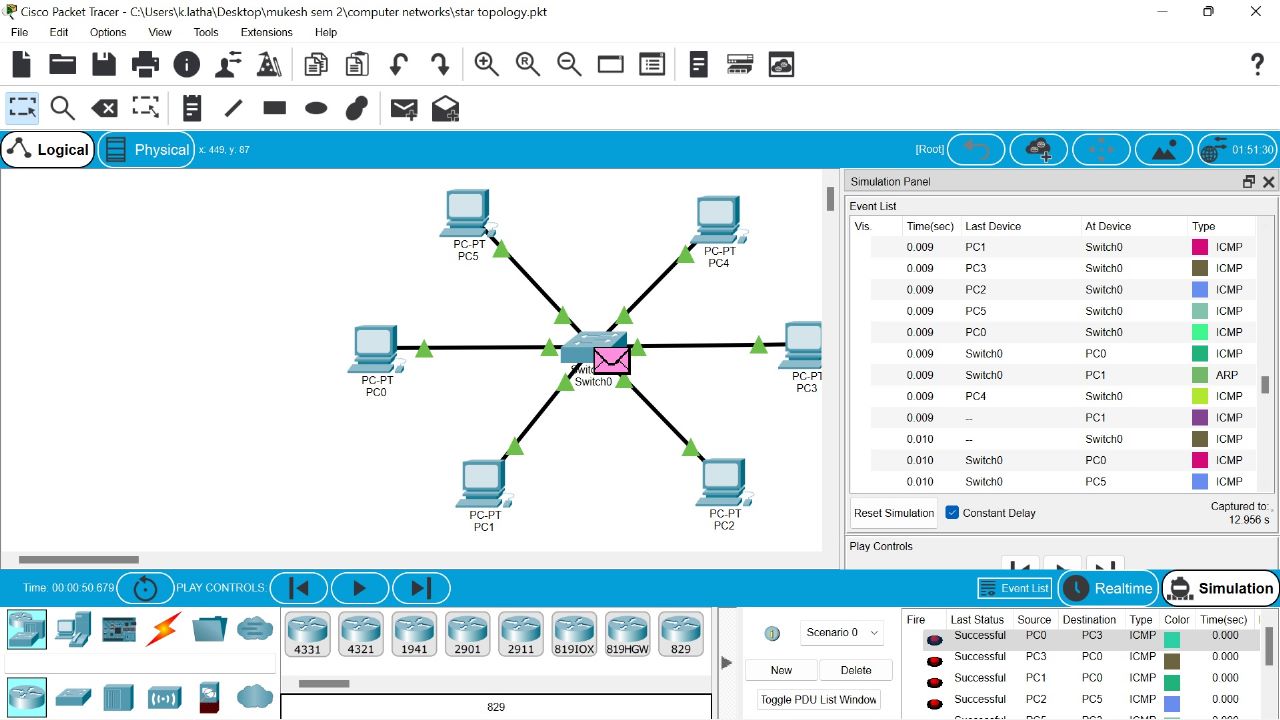 Cisco Packet Tracer - C:\Users\k.latha\Desktop\mukesh sem 2\computer networks\star topology.pkt
File Edit Options View Tools Extensions Help
Logical Physical x: 449, y: 87 [Root] 01:51:30
PC-PT
PC5
PC-PT
PC4
PC-PT
PC0
Switch0
PC-PT
PC3
PC-PT
PC1
PC-PT
PC2
Simulation Panel
Event List
Vis. Time(sec) Last Device At Device Type
0.009 PC1 Switch0 ICMP
0.009 PC3 Switch0 ICMP
0.009 PC2 Switch0 ICMP
0.009 PC5 Switch0 ICMP
0.009 PC0 Switch0 ICMP
0.009 Switch0 PC0 ICMP
0.009 Switch0 PC1 ARP
0.009 PC4 Switch0 ICMP
0.009 -- PC1 ICMP
0.010 -- Switch0 ICMP
0.010 Switch0 PC0 ICMP
0.010 Switch0 PC5 ICMP
Reset Simulation Constant Delay Captured to:
12.956 s
Play Controls
Time: 00:00:50.679 PLAY CONTROLS: Event List Realtime Simulation
4331 4321 1941 2901 2911 819IOX 819HGW 829
829
Scenario 0
New Delete
Toggle PDU List Window
Fire Last Status Source Destination Type Color Time(sec)
Successful PC0 PC3 ICMP 0.000
Successful PC3 PC0 ICMP 0.000
Successful PC1 PC0 ICMP 0.000
Successful PC2 PC5 ICMP 0.000